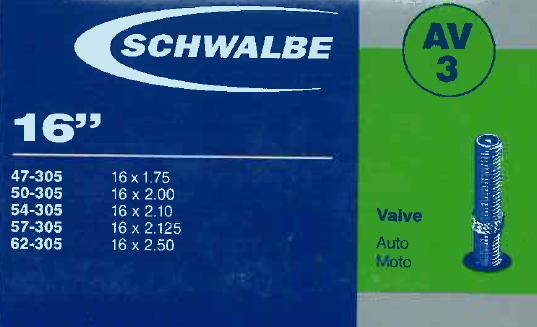 SCHWALBE
16”
47-305 16 x 1.75
50-305 16 x 2.00
54-305 16 x 2.10
57-305 16 x 2.125
62-305 16 x 2.50
AV
3
Valve
Auto
Moto